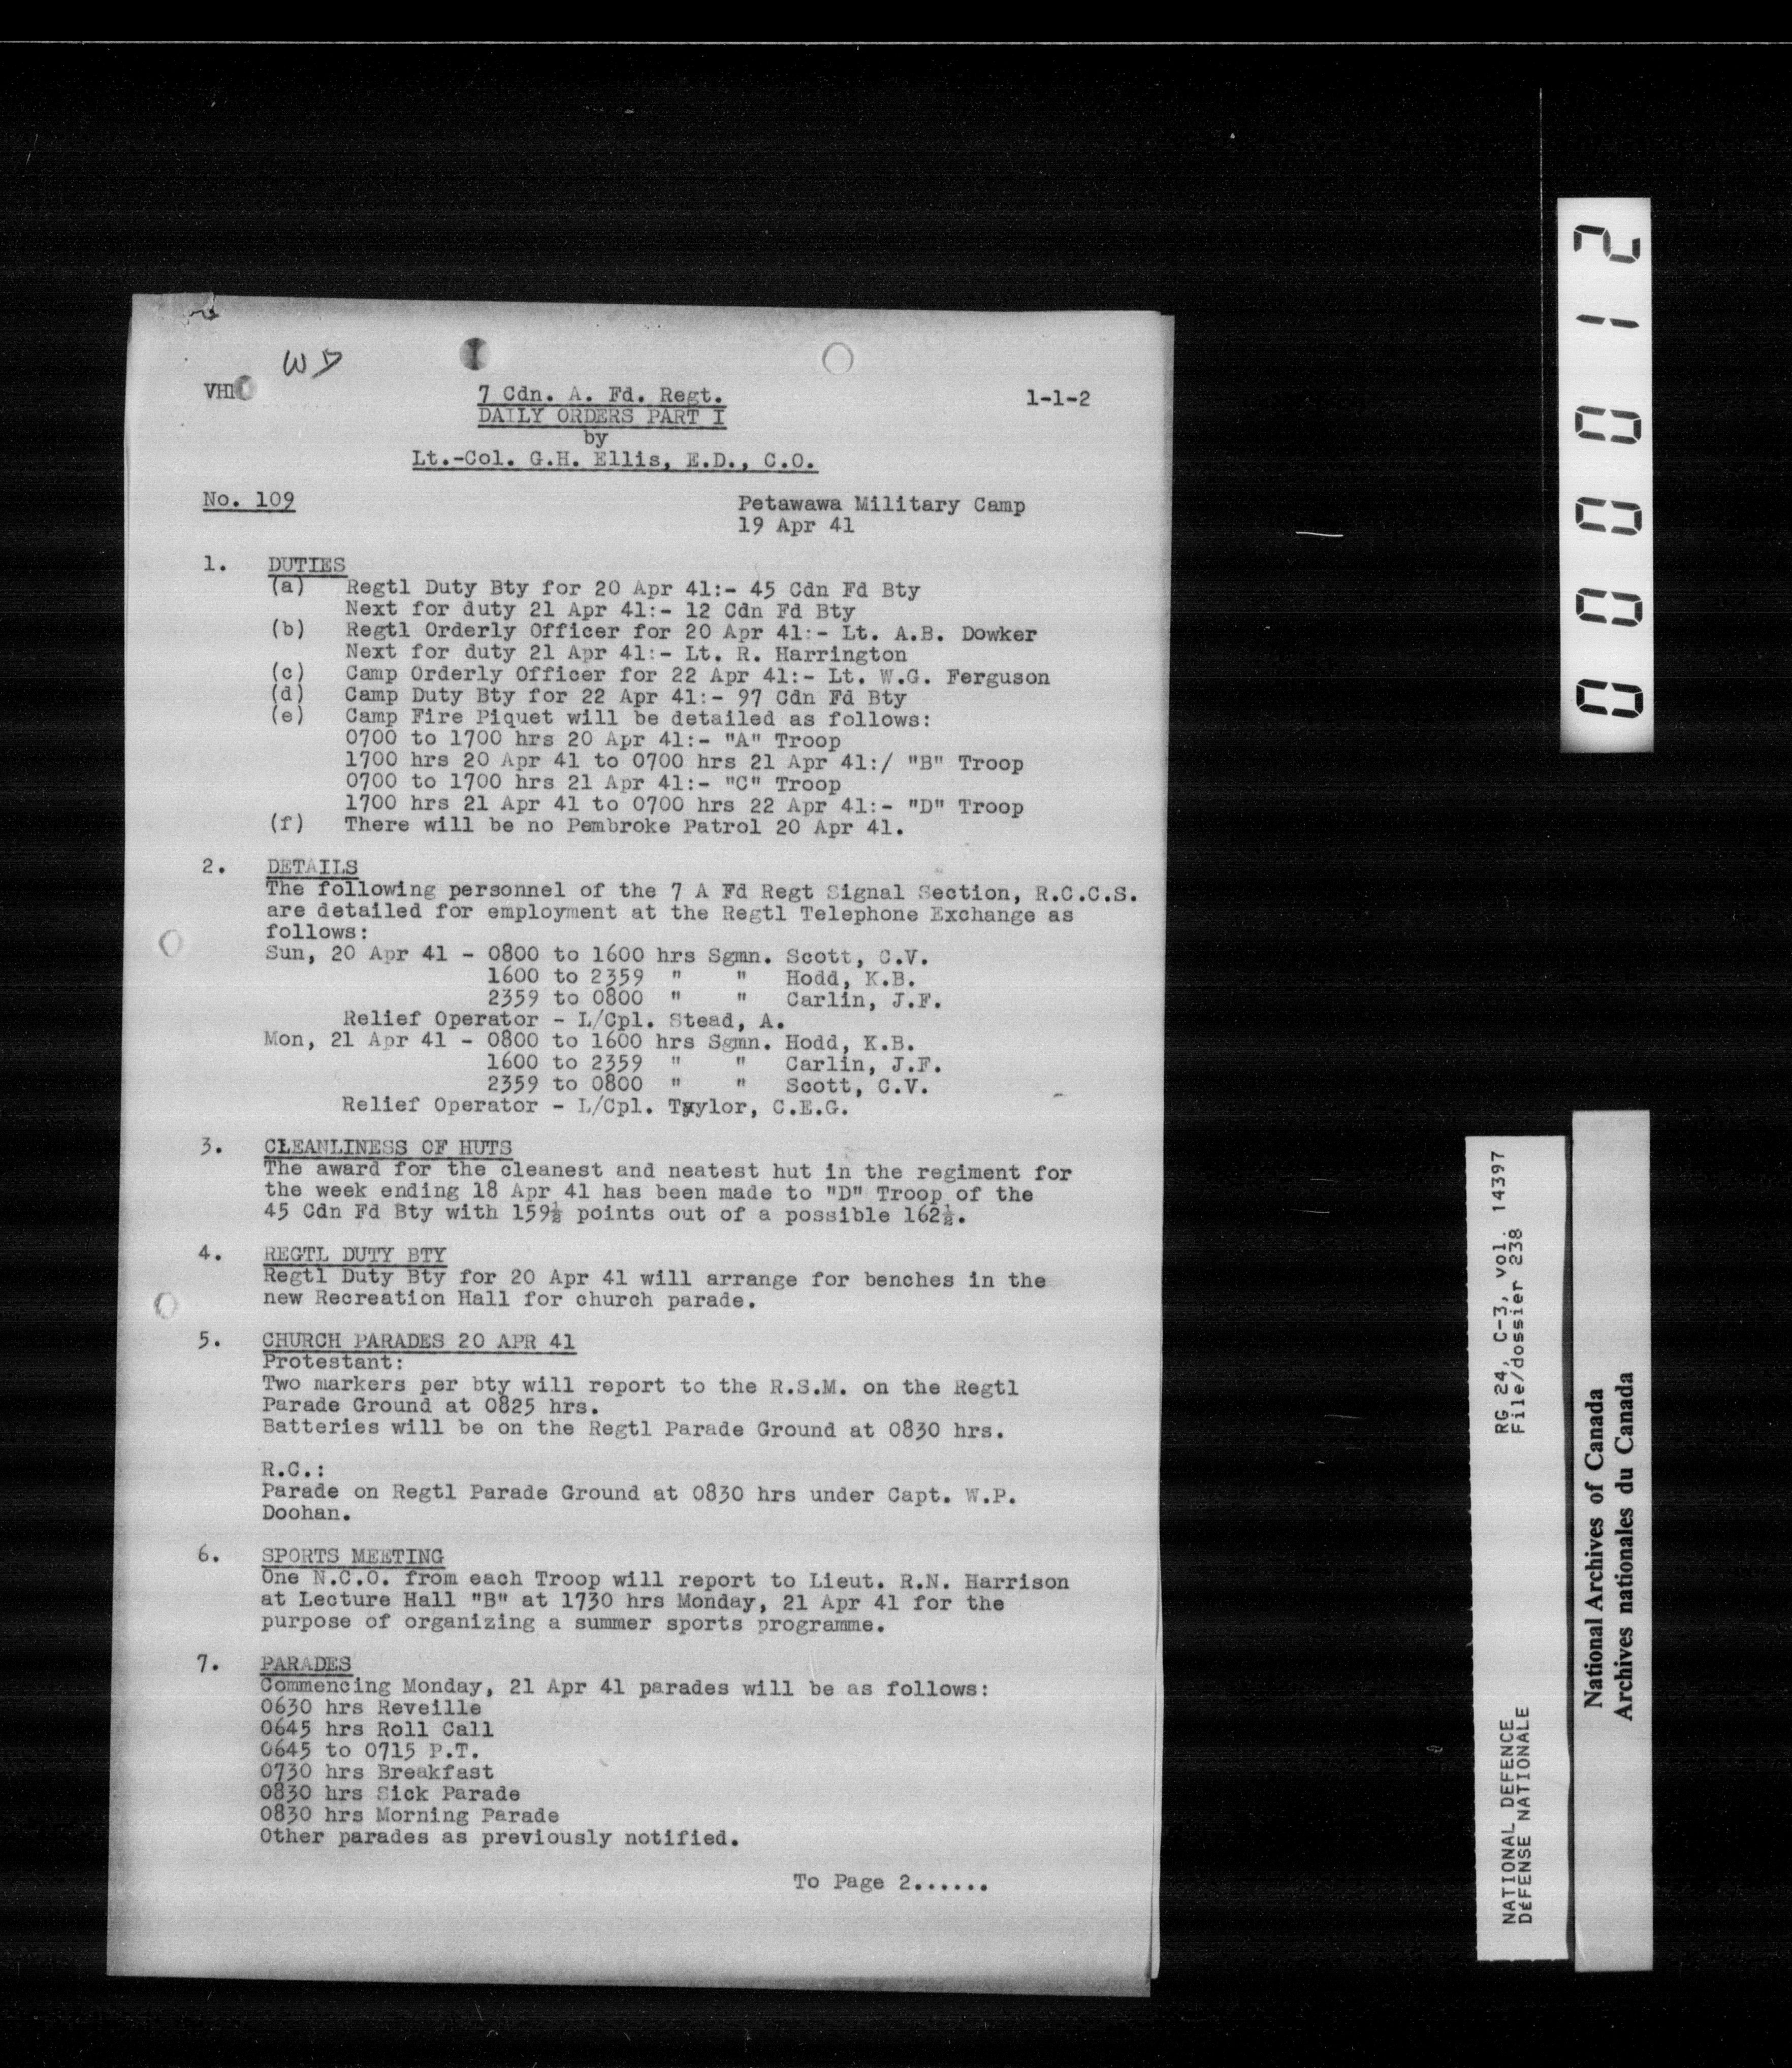 WD
VHH
7 Cdn. A. Fd. Regt.
1-1-2
DAILY ORDERS PART I
by
Lt.-Col. G.H. Ellis, E.D., C.O.
No. 109
Petawawa Military Camp
19 Apr 41
1. DUTIES
(a) Regtl Duty Bty for 20 Apr 41:- 45 Cdn Fd Bty
Next for duty 21 Apr 41:- 12 Cdn Fd Bty
(b) Regtl Orderly Officer for 20 Apr 41:- Lt. A.B. Dowker
Next for duty 21 Apr 41:- Lt. R. Harrington
(c) Camp Orderly Officer for 22 Apr 41:- Lt. W.G. Ferguson
(d) Camp Duty Bty for 22 Apr 41:- 97 Cdn Fd Bty
(e) Camp Fire Piquet will be detailed as follows:
0700 to 1700 hrs 20 Apr 41:- "A" Troop
1700 hrs 20 Apr 41 to 0700 hrs 21 Apr 41:/ "B" Troop
0700 to 1700 hrs 21 Apr 41:- "C" Troop
1700 hrs 21 Apr 41 to 0700 hrs 22 Apr 41:- "D" Troop
(f) There will be no Pembroke Patrol 20 Apr 41.
2. DETAILS
The following personnel of the 7 A Fd Regt Signal Section, R.C.C.S.
are detailed for employment at the Regtl Telephone Exchange as
follows:
Sun, 20 Apr 41 - 0800 to 1600 hrs Sgmn. Scott, C.V.
1600 to 2359 " " Hodd, K.B.
2359 to 0800 " " Carlin, J.F.
Relief Operator - L/Cpl. Stead, A.
Mon, 21 Apr 41 - 0800 to 1600 hrs Sgmn. Hodd, K.B.
1600 to 2359 " " Carlin, J.F.
2359 to 0800 " " Scott, C.V.
Relief Operator - L/Cpl. Taylor, C.E.G.
3. CLEANLINESS OF HUTS
The award for the cleanest and neatest hut in the regiment for
the week ending 18 Apr 41 has been made to "D" Troop of the
45 Cdn Fd Bty with 159½ points out of a possible 162½.
4. REGTL DUTY BTY
Regtl Duty Bty for 20 Apr 41 will arrange for benches in the
new Recreation Hall for church parade.
5. CHURCH PARADES 20 APR 41
Protestant:
Two markers per bty will report to the R.S.M. on the Regtl
Parade Ground at 0825 hrs.
Batteries will be on the Regtl Parade Ground at 0830 hrs.
R.C.:
Parade on Regtl Parade Ground at 0830 hrs under Capt. W.P.
Doohan.
6. SPORTS MEETING
One N.C.O. from each Troop will report to Lieut. R.N. Harrison
at Lecture Hall "B" at 1730 hrs Monday, 21 Apr 41 for the
purpose of organizing a summer sports programme.
7. PARADES
Commencing Monday, 21 Apr 41 parades will be as follows:
0630 hrs Reveille
0645 hrs Roll Call
0645 to 0715 P.T.
0730 hrs Breakfast
0830 hrs Sick Parade
0830 hrs Morning Parade
Other parades as previously notified.
To Page 2......
000012
NATIONAL DEFENCE RG 24, C-3, vol. 14397
DÉFENSE NATIONALE File/dossier 238
National Archives of Canada
Archives nationales du Canada